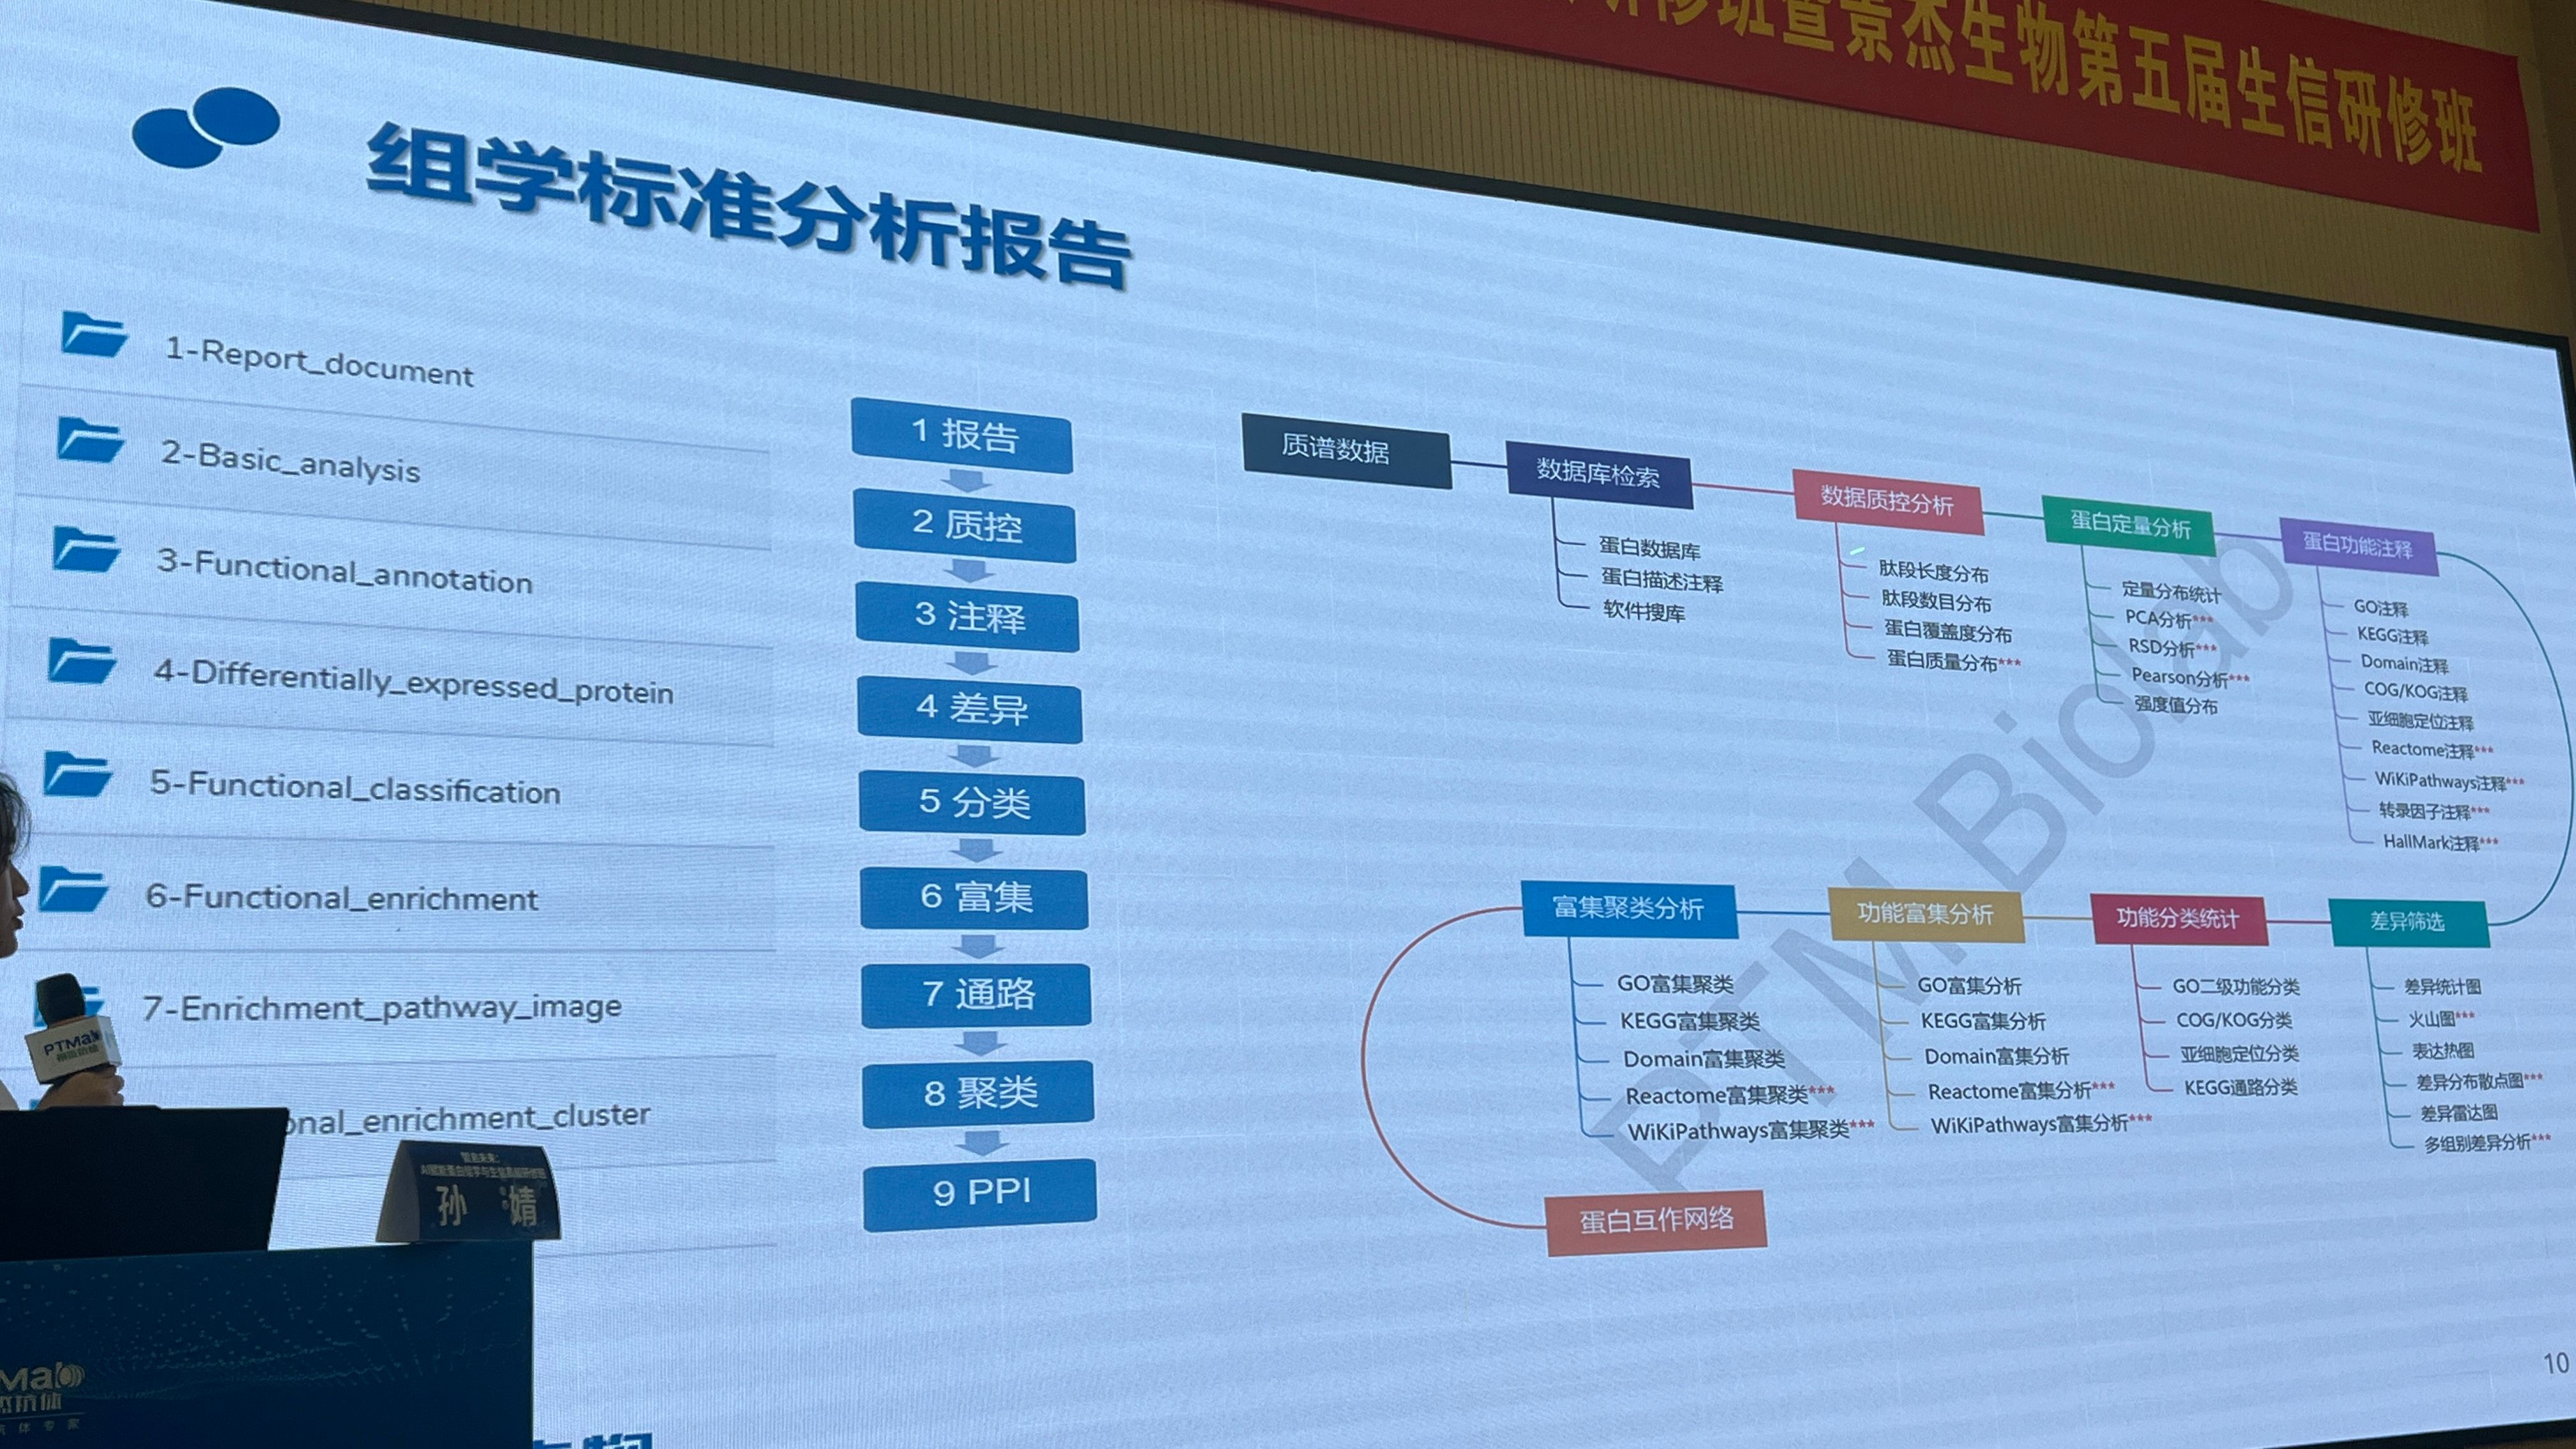 研修班暨景杰生物第五届生信研修班
组学标准分析报告
1-Report_document
2-Basic_analysis
3-Functional_annotation
4-Differentially_expressed_protein
5-Functional_classification
6-Functional_enrichment
7-Enrichment_pathway_image
onal_enrichment_cluster
1 报告
2 质控
3 注释
4 差异
5 分类
6 富集
7 通路
8 聚类
9 PPI
质谱数据
数据库检索
蛋白数据库
蛋白描述注释
软件搜库
数据质控分析
肽段长度分布
肽段数目分布
蛋白覆盖度分布
蛋白质量分布***
蛋白定量分析
定量分布统计
PCA分析***
RSD分析***
Pearson分析***
强度值分布
蛋白功能注释
GO注释
KEGG注释
Domain注释
COG/KOG注释
亚细胞定位注释
Reactome注释***
WiKiPathways注释***
转录因子注释***
HallMark注释***
差异筛选
差异统计图
火山图***
表达热图
差异分布散点图***
差异雷达图
多组别差异分析***
功能分类统计
GO二级功能分类
COG/KOG分类
亚细胞定位分类
KEGG通路分类
功能富集分析
GO富集分析
KEGG富集分析
Domain富集分析
Reactome富集分析***
WiKiPathways富集分析***
富集聚类分析
GO富集聚类
KEGG富集聚类
Domain富集聚类
Reactome富集聚类***
WiKiPathways富集聚类***
蛋白互作网络
PTM Biolab
10
PTMab
孙 婧